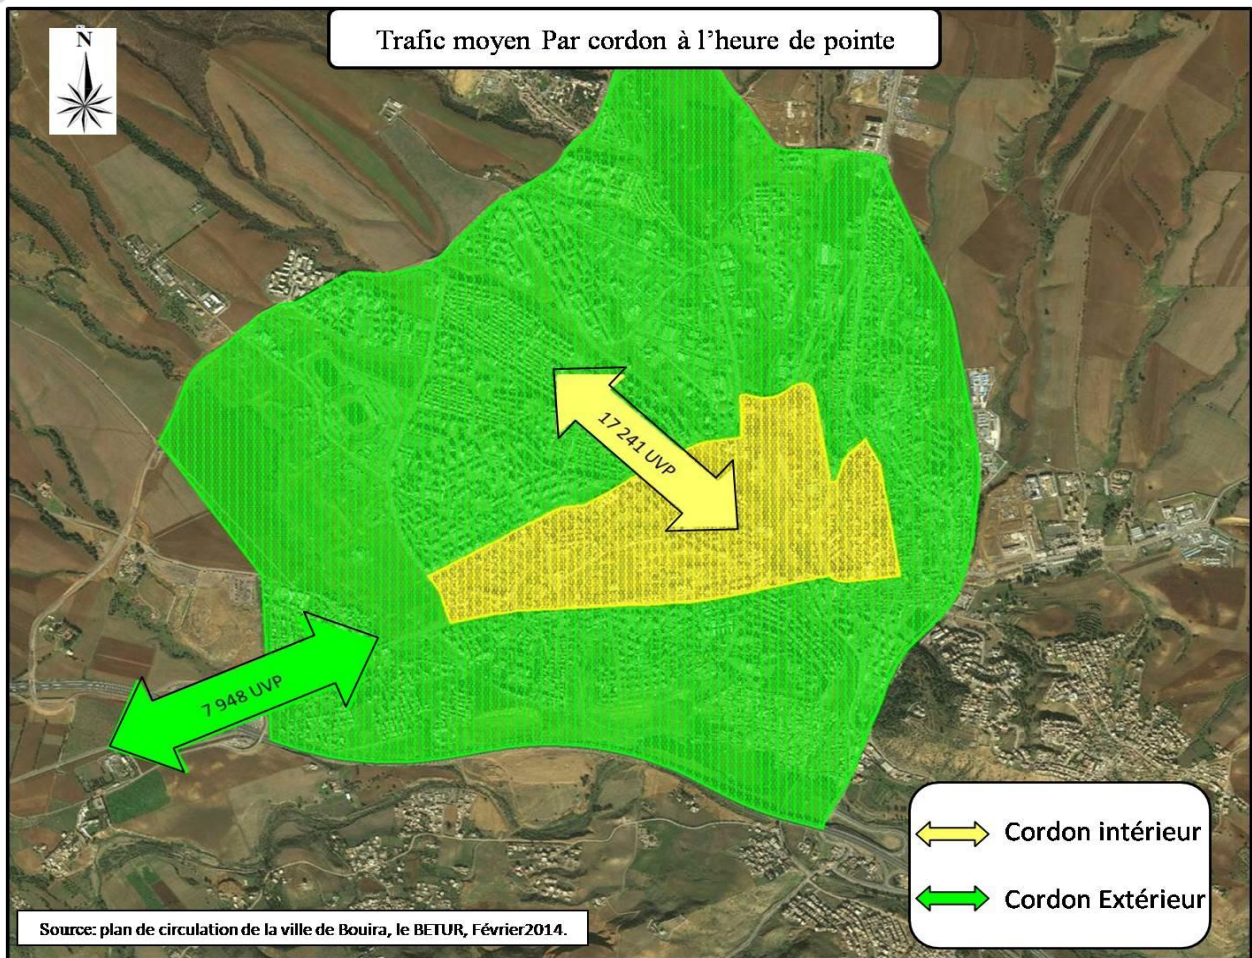 Trafic moyen Par cordon à l'heure de pointe
N
17 241 UVP
7 948 UVP
Cordon intérieur
Cordon Extérieur
Source: plan de circulation de la ville de Bouira, le BETUR, Février2014.